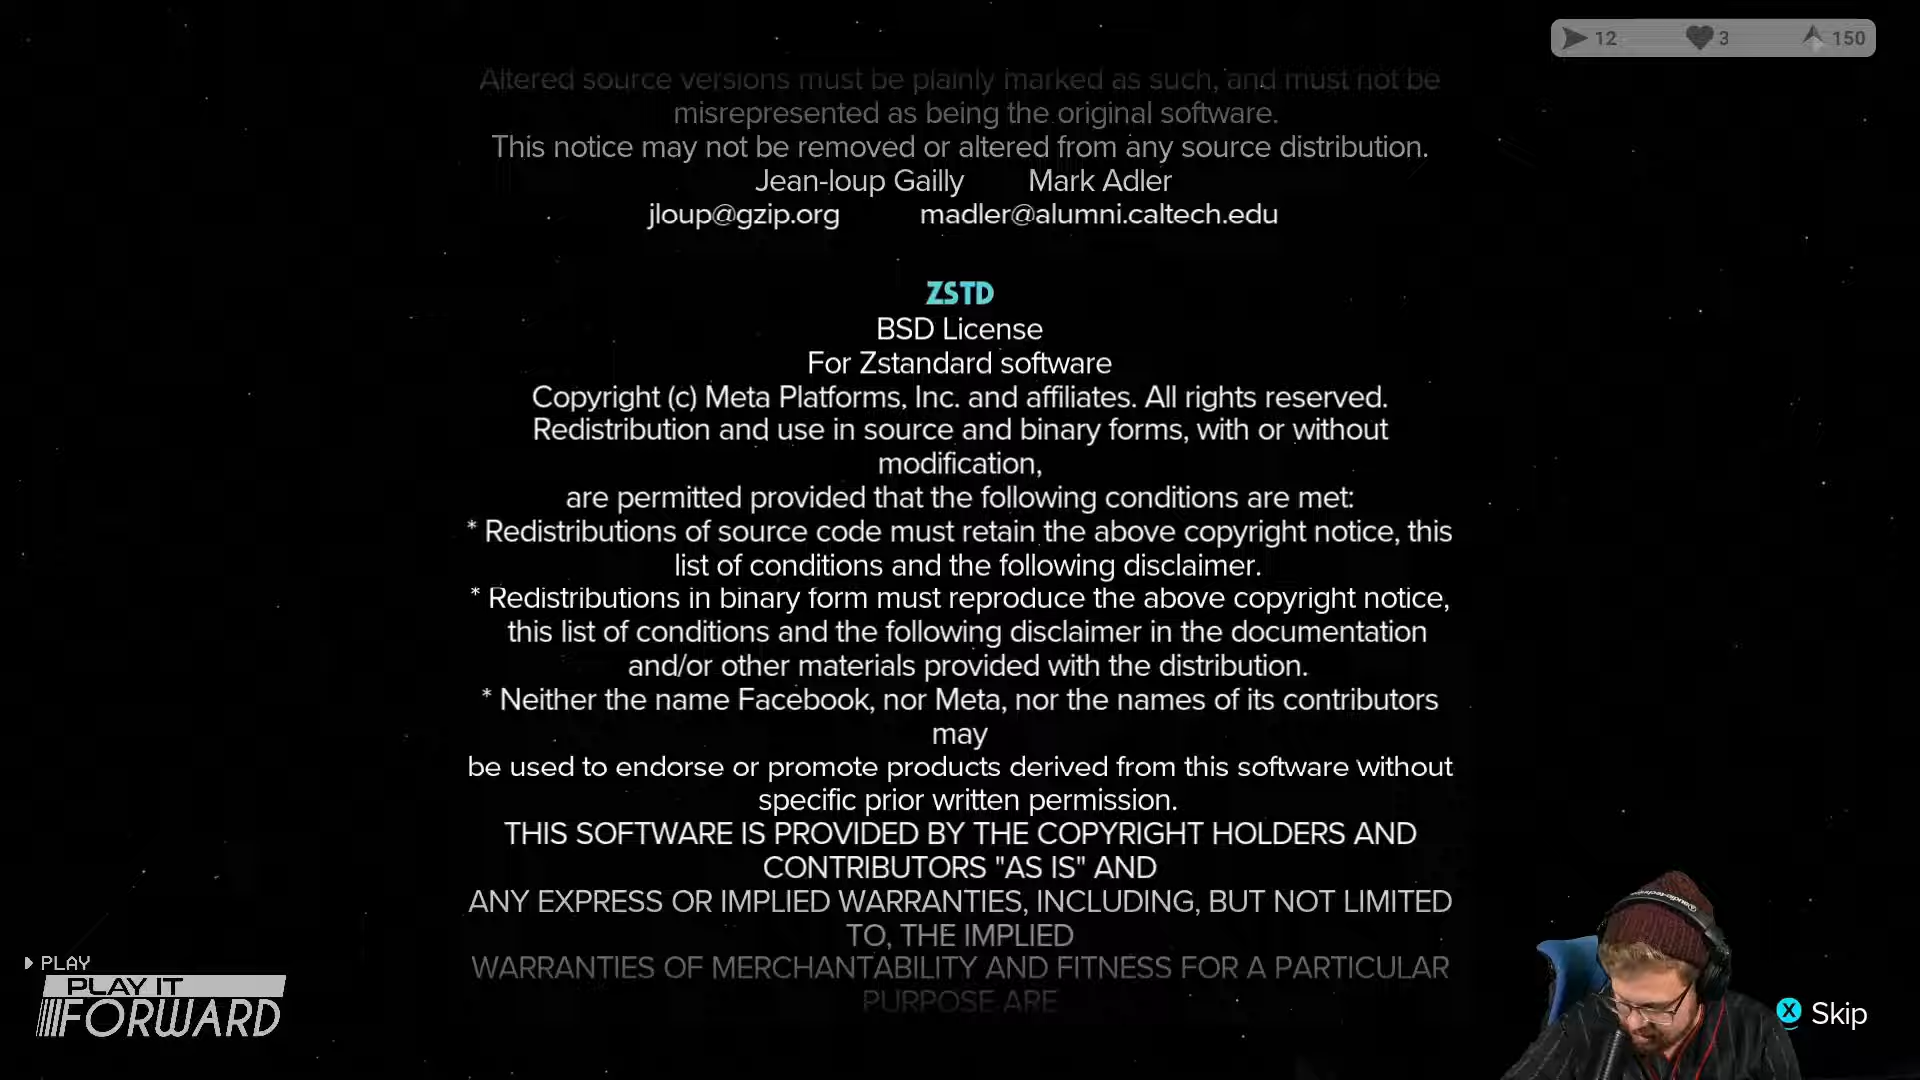 12 3 150
Altered source versions must be plainly marked as such, and must not be
misrepresented as being the original software.
This notice may not be removed or altered from any source distribution.
Jean-loup Gailly Mark Adler
jloup@gzip.org madler@alumni.caltech.edu
ZSTD
BSD License
For Zstandard software
Copyright (c) Meta Platforms, Inc. and affiliates. All rights reserved.
Redistribution and use in source and binary forms, with or without
modification,
are permitted provided that the following conditions are met:
* Redistributions of source code must retain the above copyright notice, this
list of conditions and the following disclaimer.
* Redistributions in binary form must reproduce the above copyright notice,
this list of conditions and the following disclaimer in the documentation
and/or other materials provided with the distribution.
* Neither the name Facebook, nor Meta, nor the names of its contributors
may
be used to endorse or promote products derived from this software without
specific prior written permission.
THIS SOFTWARE IS PROVIDED BY THE COPYRIGHT HOLDERS AND
CONTRIBUTORS "AS IS" AND
ANY EXPRESS OR IMPLIED WARRANTIES, INCLUDING, BUT NOT LIMITED
TO, THE IMPLIED
WARRANTIES OF MERCHANTABILITY AND FITNESS FOR A PARTICULAR
PURPOSE ARE
PLAY
PLAY IT
FORWARD
X Skip